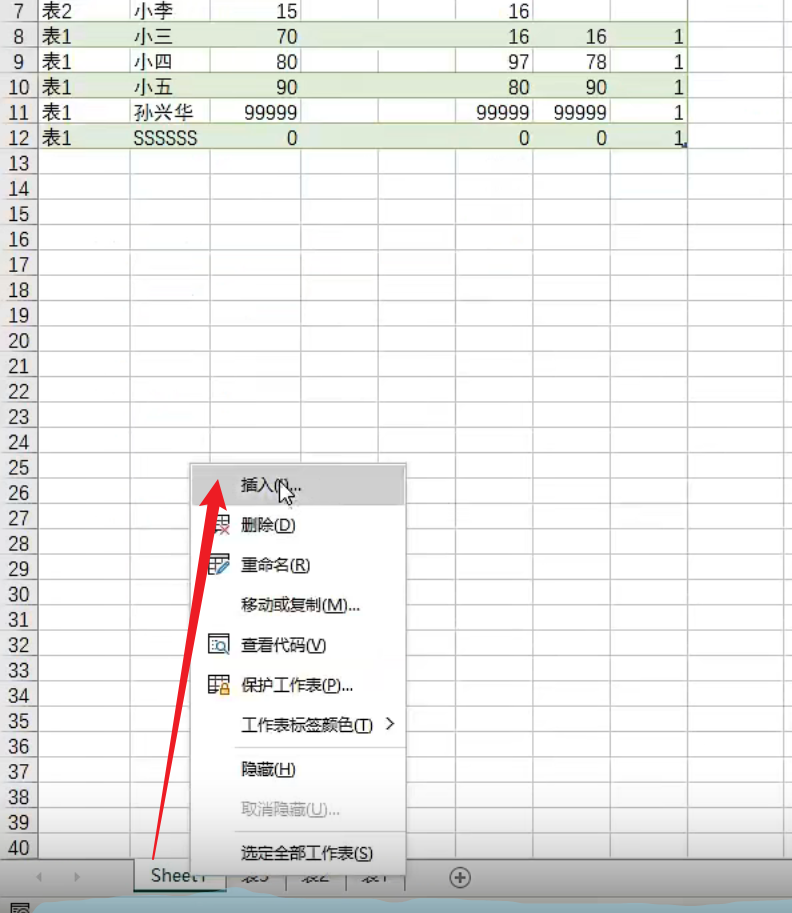 7 表2 小李 15 16
8 表1 小三 70 16 16 1
9 表1 小四 80 97 78 1
10 表1 小五 90 80 90 1
11 表1 孙兴华 99999 99999 99999 1
12 表1 SSSSSS 0 0 0 1
13
14
15
16
17
18
19
20
21
22
23
24
25
26
27
28
29
30
31
32
33
34
35
36
37
38
39
40
插入(I)...
删除(D)
重命名(R)
移动或复制(M)...
查看代码(V)
保护工作表(P)...
工作表标签颜色(T)
隐藏(H)
取消隐藏(U)...
选定全部工作表(S)
Sheet1 表3 表2 表1